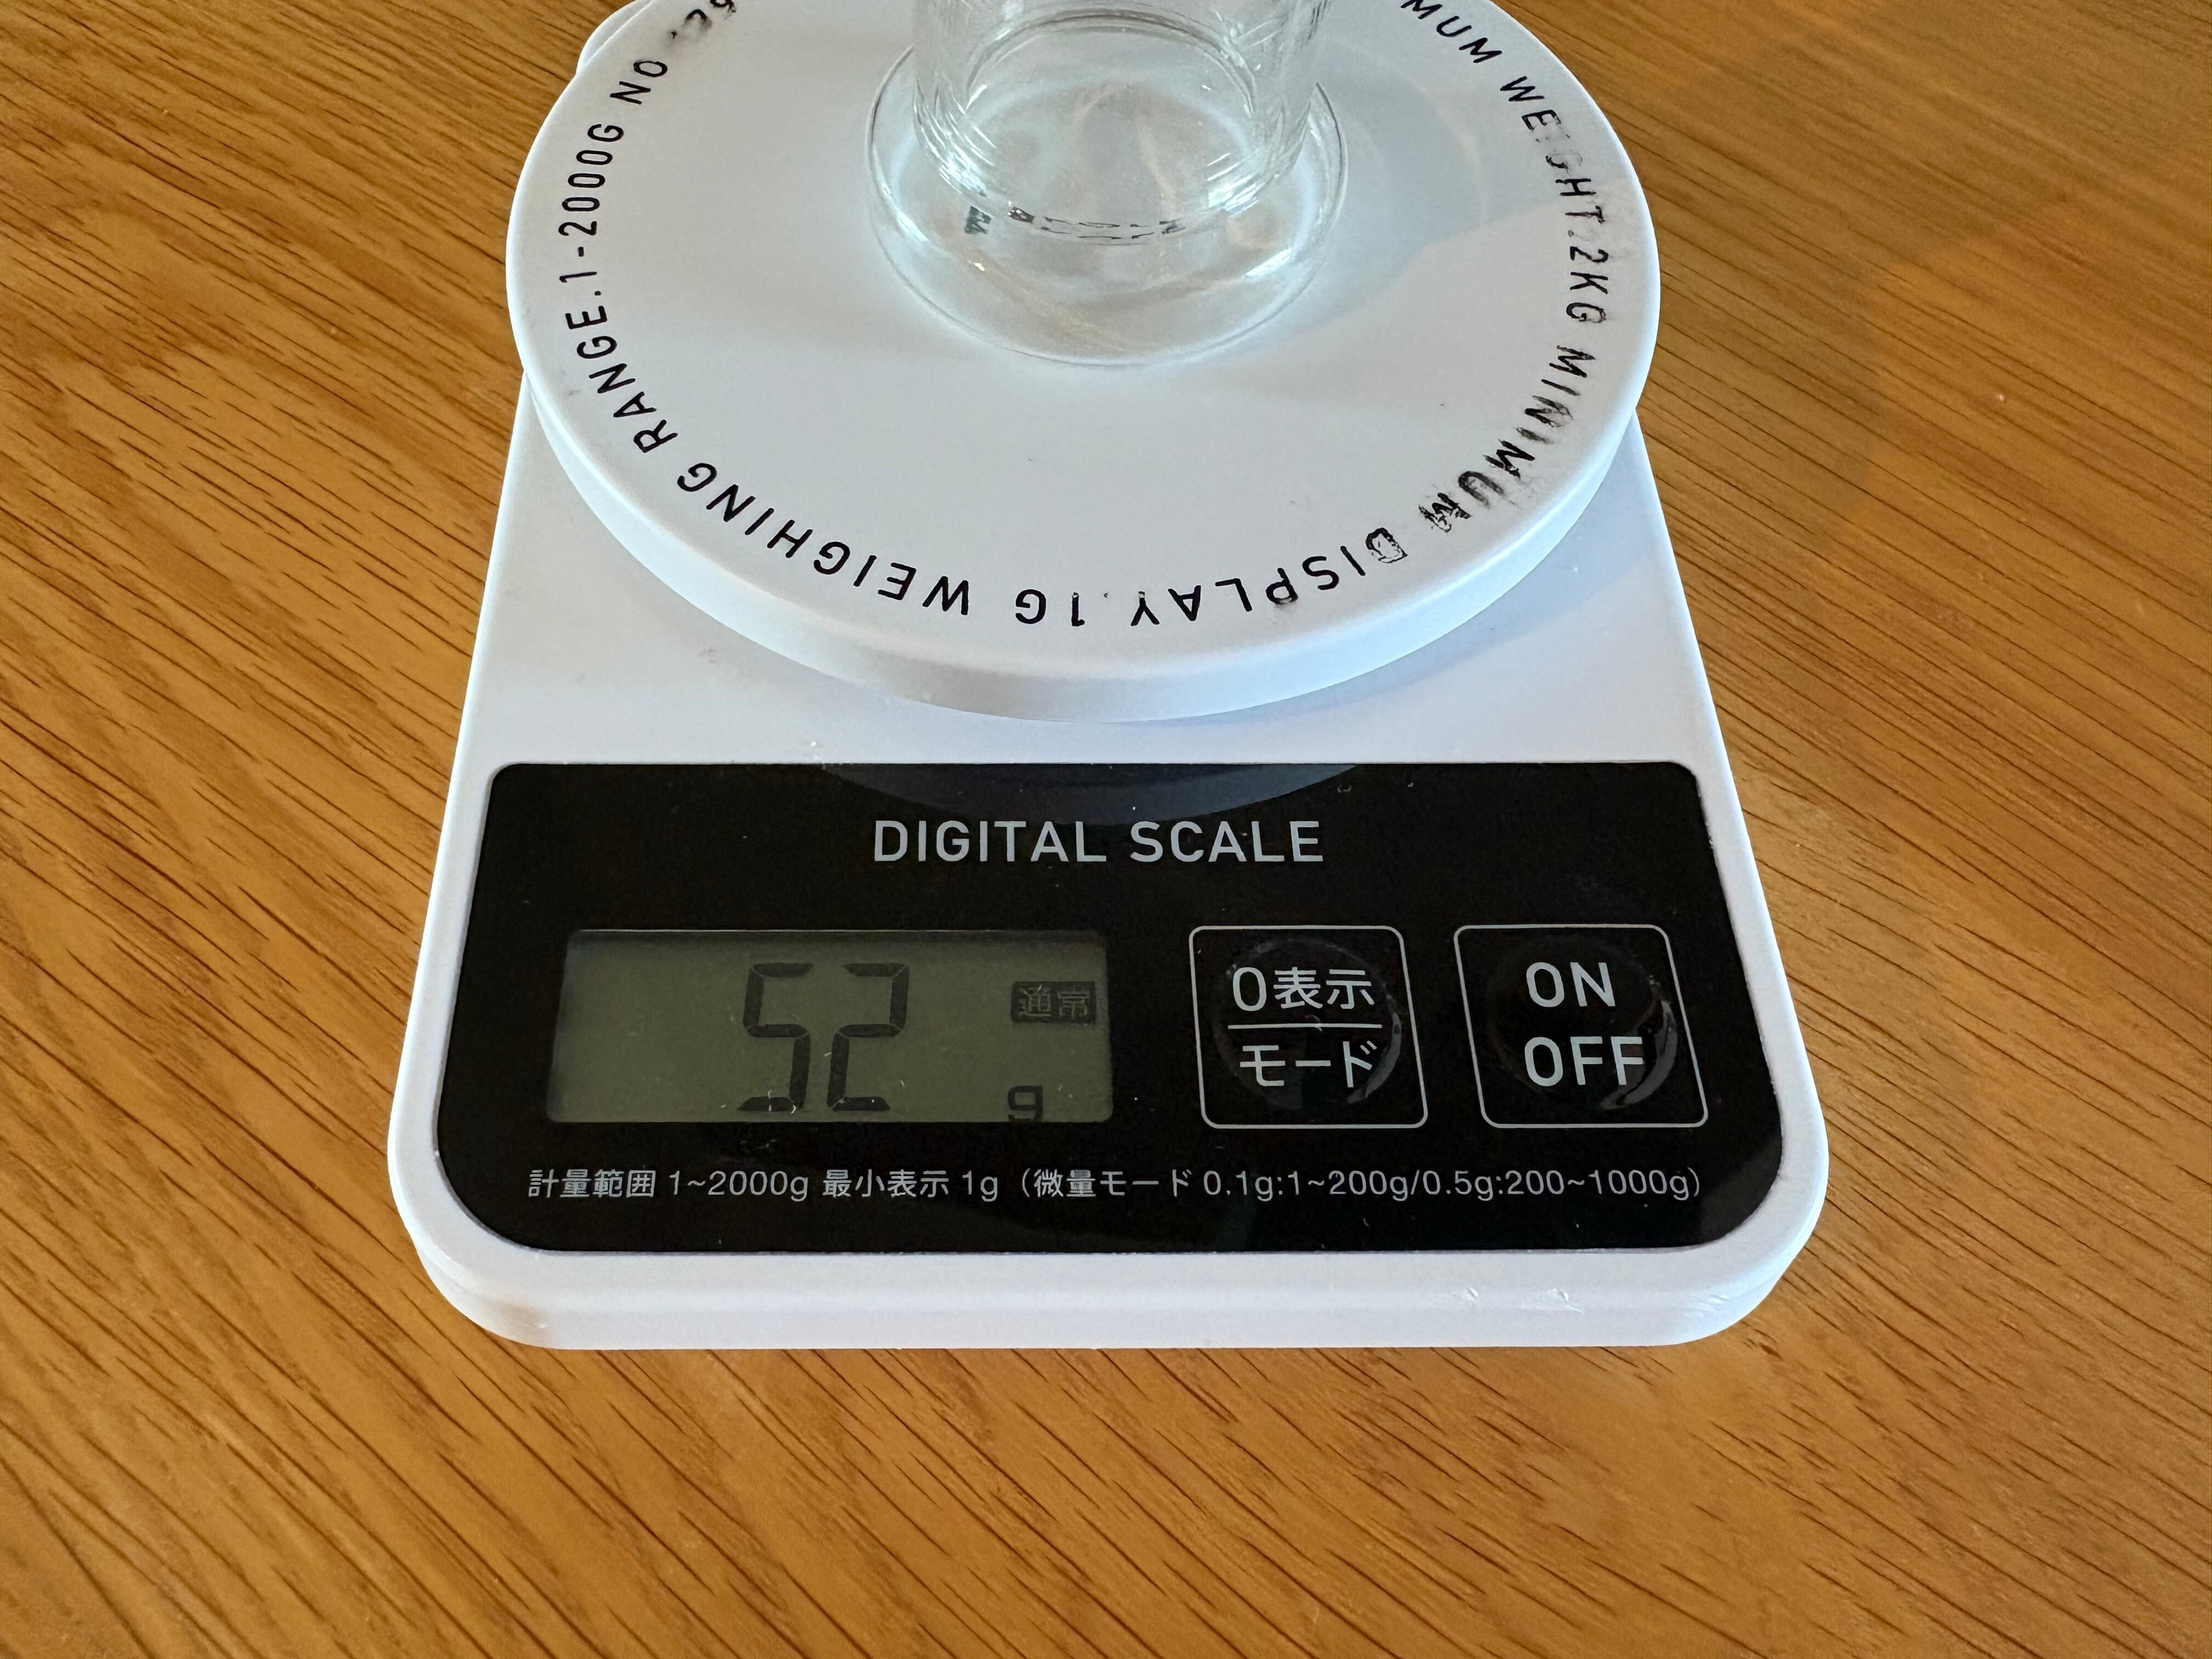 MUM WEIGHT.2KG MINIMUM DISPLAY.1G WEIGHING RANGE.1-2000G NO
DIGITAL SCALE
52
通常
g
0表示
モード
ON
OFF
計量範囲 1~2000g 最小表示 1g（微量モード 0.1g:1~200g/0.5g:200~1000g）